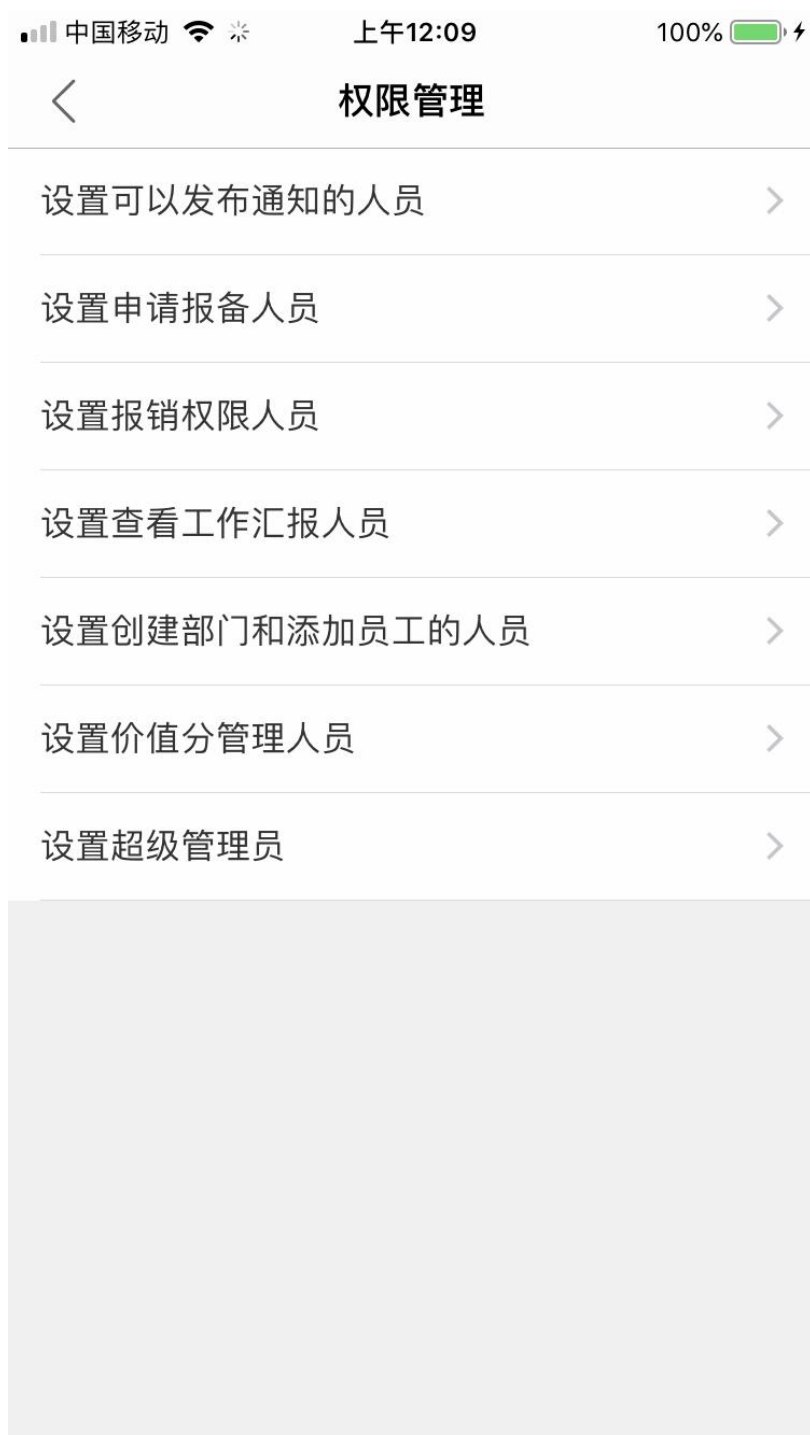 中国移动 上午12:09 100%
权限管理
设置可以发布通知的人员
设置申请报备人员
设置报销权限人员
设置查看工作汇报人员
设置创建部门和添加员工的人员
设置价值分管理人员
设置超级管理员